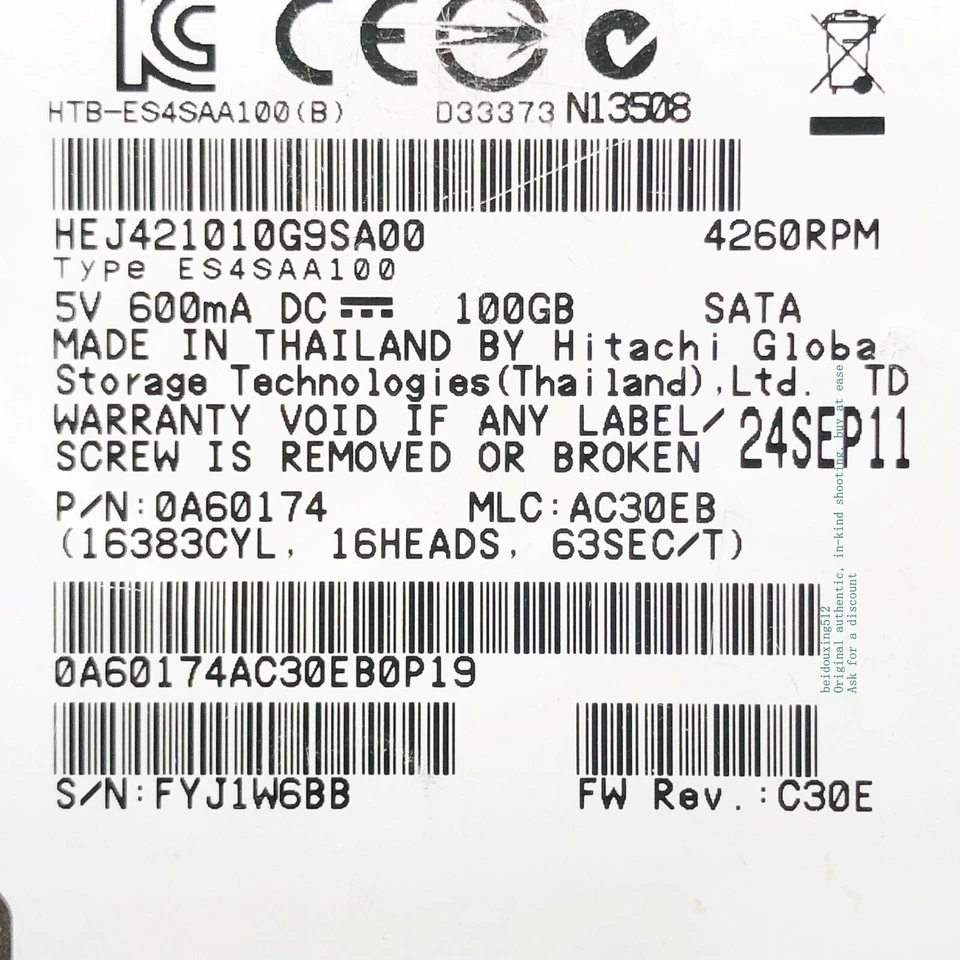 HTB-ES4SAA100(B) D33373 N13508
HEJ421010G9SA00 4260RPM
Type ES4SAA100
5V 600mA DC 100GB SATA
MADE IN THAILAND BY Hitachi Globa
Storage Technologies(Thailand),Ltd. TD
WARRANTY VOID IF ANY LABEL/
SCREW IS REMOVED OR BROKEN 24SEP11
P/N:0A60174 MLC:AC30EB
(16383CYL, 16HEADS, 63SEC/T)
0A60174AC30EB0P19
S/N:FYJ1W6BB FW Rev.:C30E
beidouxing512
Original authentic, in-kind shooting, buy at ease
Ask for a discount